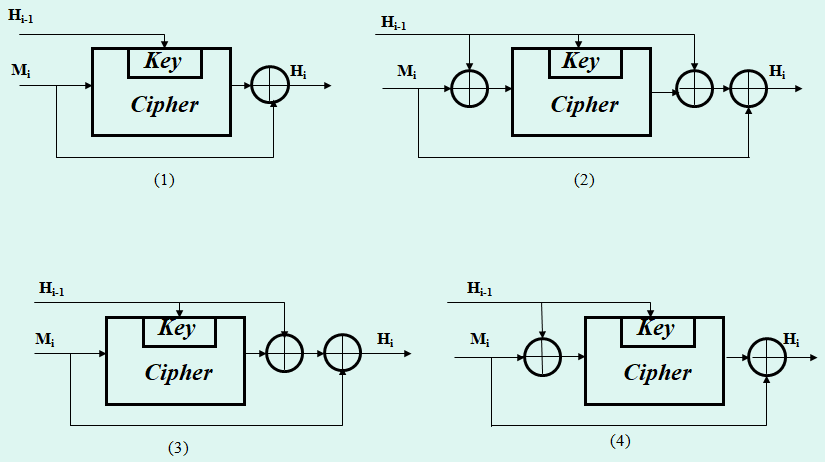 Hi-1
Key
Mi
Cipher
Hi
(1)
Hi-1
Key
Mi
Cipher
Hi
(2)
Hi-1
Key
Mi
Cipher
Hi
(3)
Hi-1
Key
Mi
Cipher
Hi
(4)